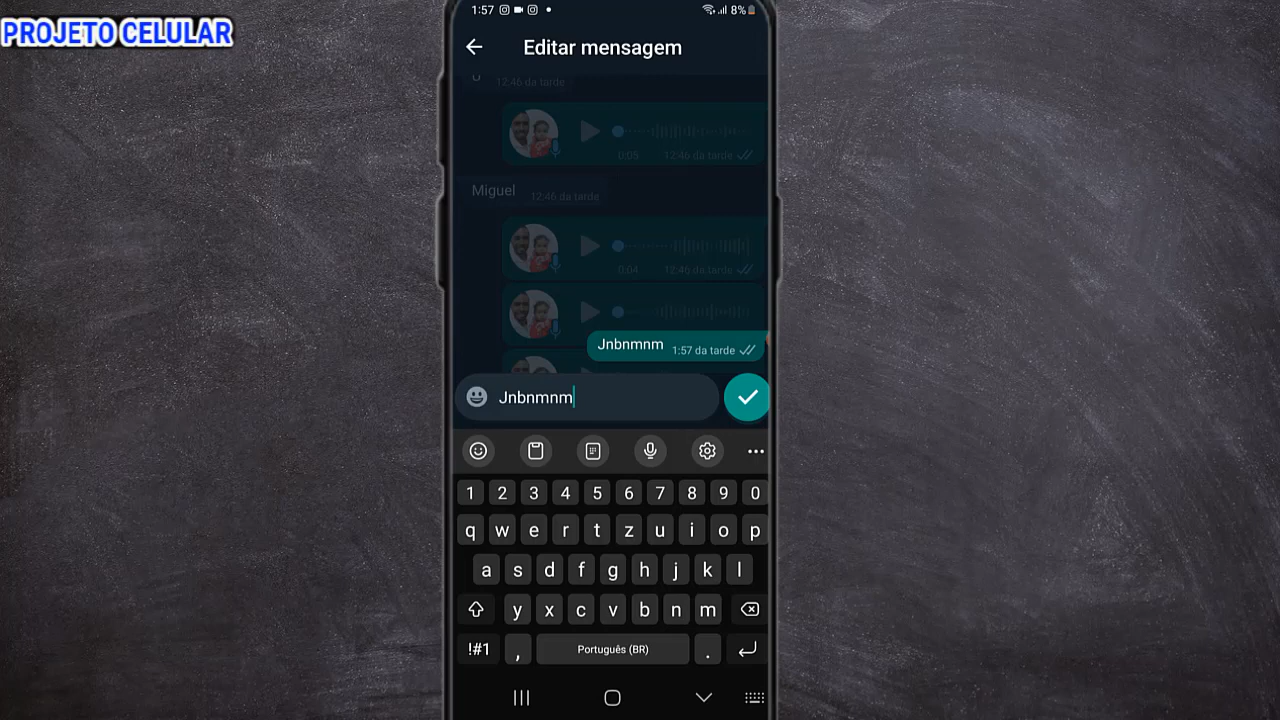 PROJETO CELULAR
1:57 8%
Editar mensagem
12:46 da tarde
0:05 12:46 da tarde
Miguel 12:46 da tarde
0:04 12:46 da tarde
Jnbnmnm 1:57 da tarde
Jnbnmnm
1 2 3 4 5 6 7 8 9 0
q w e r t z u i o p
a s d f g h j k l
y x c v b n m
!#1 , Português (BR) .